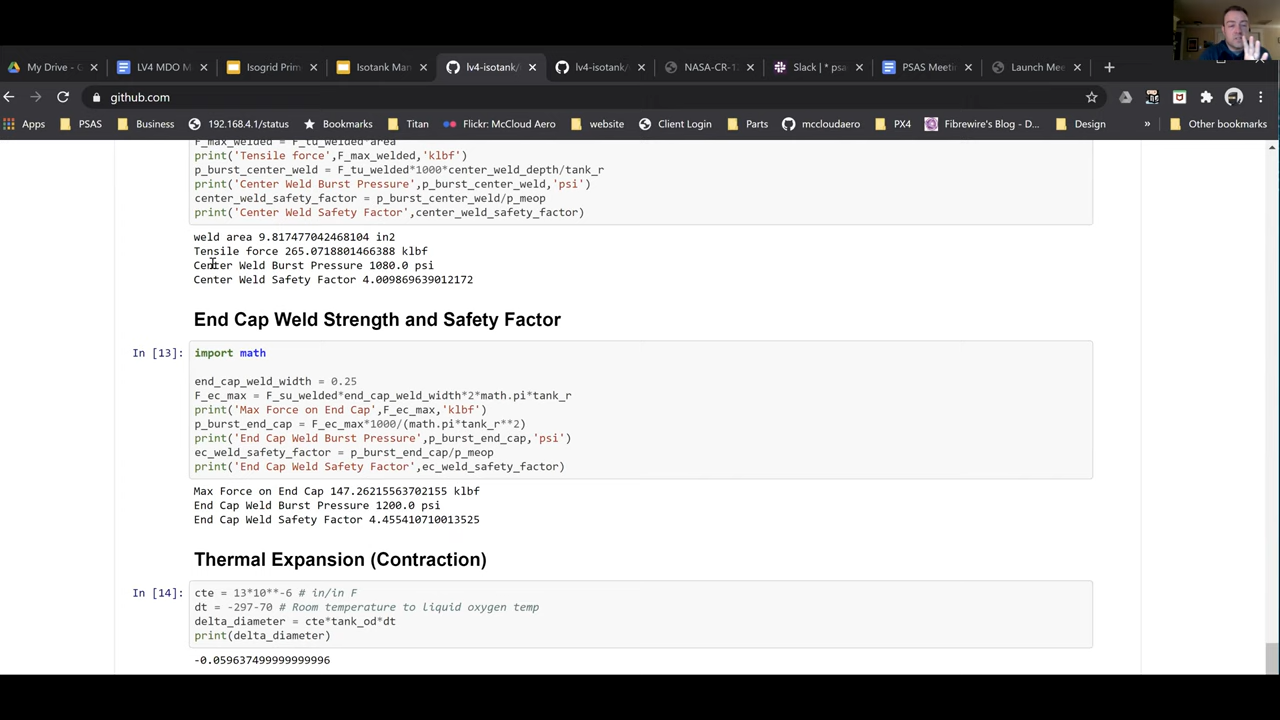 My Drive - G
LV4 MDO M
Isogrid Prim
Isotank Man
lv4-isotank/
lv4-isotank/
NASA-CR-12
Slack | * psa
PSAS Meeti
Launch Mee
github.com
Apps
PSAS
Business
192.168.4.1/status
Bookmarks
Titan
Flickr: McCloud Aero
website
Client Login
Parts
mccloudaero
PX4
Fibrewire's Blog | D...
Design
»
Other bookmarks
F_max_welded = F_tu_welded*area
print('Tensile force',F_max_welded,'klbf')
p_burst_center_weld = F_tu_welded*1000*center_weld_depth/tank_r
print('Center Weld Burst Pressure',p_burst_center_weld,'psi')
center_weld_safety_factor = p_burst_center_weld/p_meop
print('Center Weld Safety Factor',center_weld_safety_factor)
weld area 9.817477042468104 in2
Tensile force 265.0718801466388 klbf
Center Weld Burst Pressure 1080.0 psi
Center Weld Safety Factor 4.009869639012172
End Cap Weld Strength and Safety Factor
In [13]:
import math
end_cap_weld_width = 0.25
F_ec_max = F_su_welded*end_cap_weld_width*2*math.pi*tank_r
print('Max Force on End Cap',F_ec_max,'klbf')
p_burst_end_cap = F_ec_max*1000/(math.pi*tank_r**2)
print('End Cap Weld Burst Pressure',p_burst_end_cap,'psi')
ec_weld_safety_factor = p_burst_end_cap/p_meop
print('End Cap Weld Safety Factor',ec_weld_safety_factor)
Max Force on End Cap 147.26215563702155 klbf
End Cap Weld Burst Pressure 1200.0 psi
End Cap Weld Safety Factor 4.455410710013525
Thermal Expansion (Contraction)
In [14]:
cte = 13*10**-6 # in/in F
dt = -297-70 # Room temperature to liquid oxygen temp
delta_diameter = cte*tank_od*dt
print(delta_diameter)
-0.059637499999999996